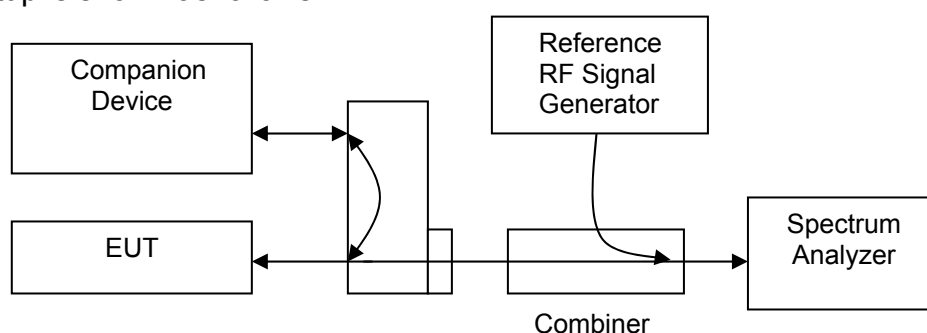 Companion
Device
Reference
RF Signal
Generator
EUT
Spectrum
Analyzer
Combiner